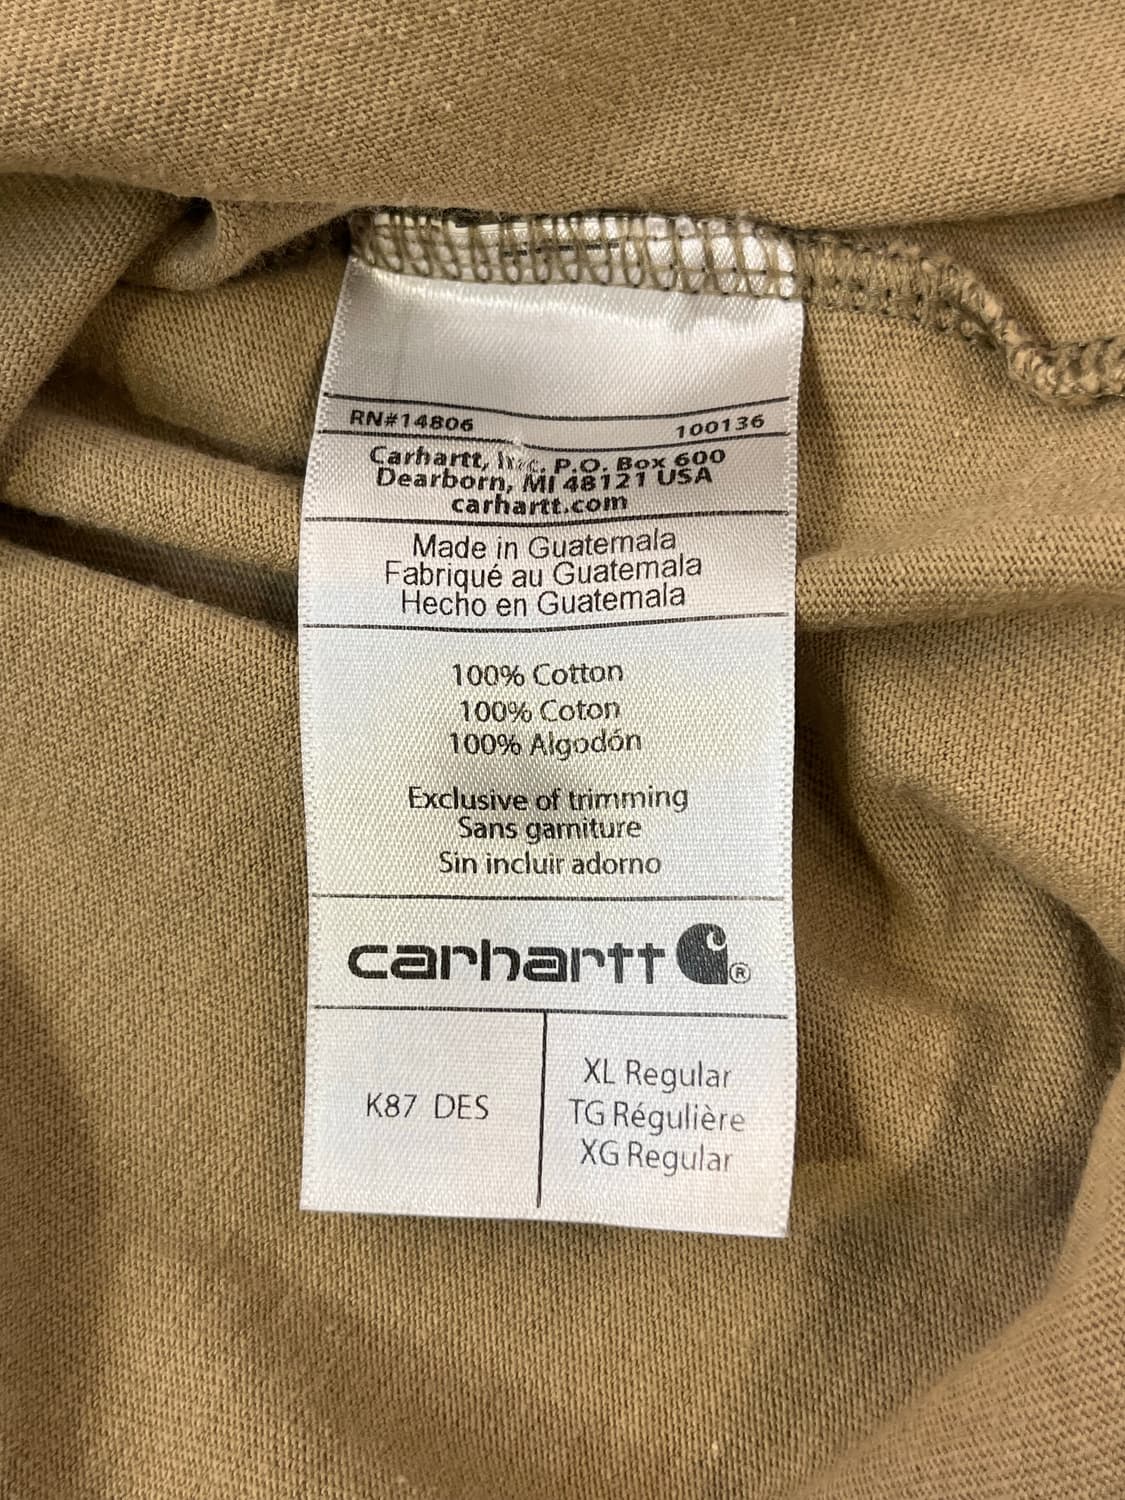 RN#14806 100136
Carhartt, Inc. P.O. Box 600
Dearborn, MI 48121 USA
carhartt.com
Made in Guatemala
Fabriqué au Guatemala
Hecho en Guatemala
100% Cotton
100% Coton
100% Algodón
Exclusive of trimming
Sans garniture
Sin incluir adorno
carhartt ®
K87 DES
XL Regular
TG Régulière
XG Regular